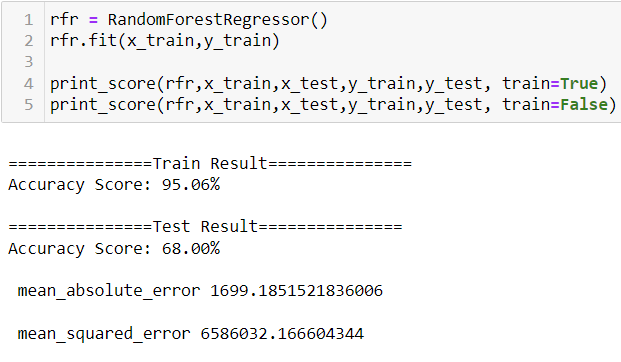 1 rfr = RandomForestRegressor()
2 rfr.fit(x_train,y_train)
3
4 print_score(rfr,x_train,x_test,y_train,y_test, train=True)
5 print_score(rfr,x_train,x_test,y_train,y_test, train=False)
===============Train Result===============
Accuracy Score: 95.06%
===============Test Result===============
Accuracy Score: 68.00%
mean_absolute_error 1699.1851521836006
mean_squared_error 6586032.166604344